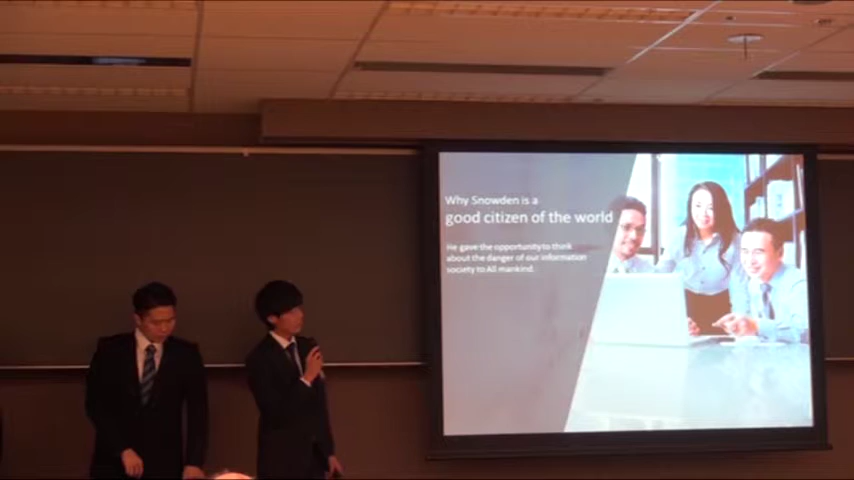 Why Snowden is a
good citizen of the world
He gave the opportunity to think
about the danger of our information
society to All mankind.